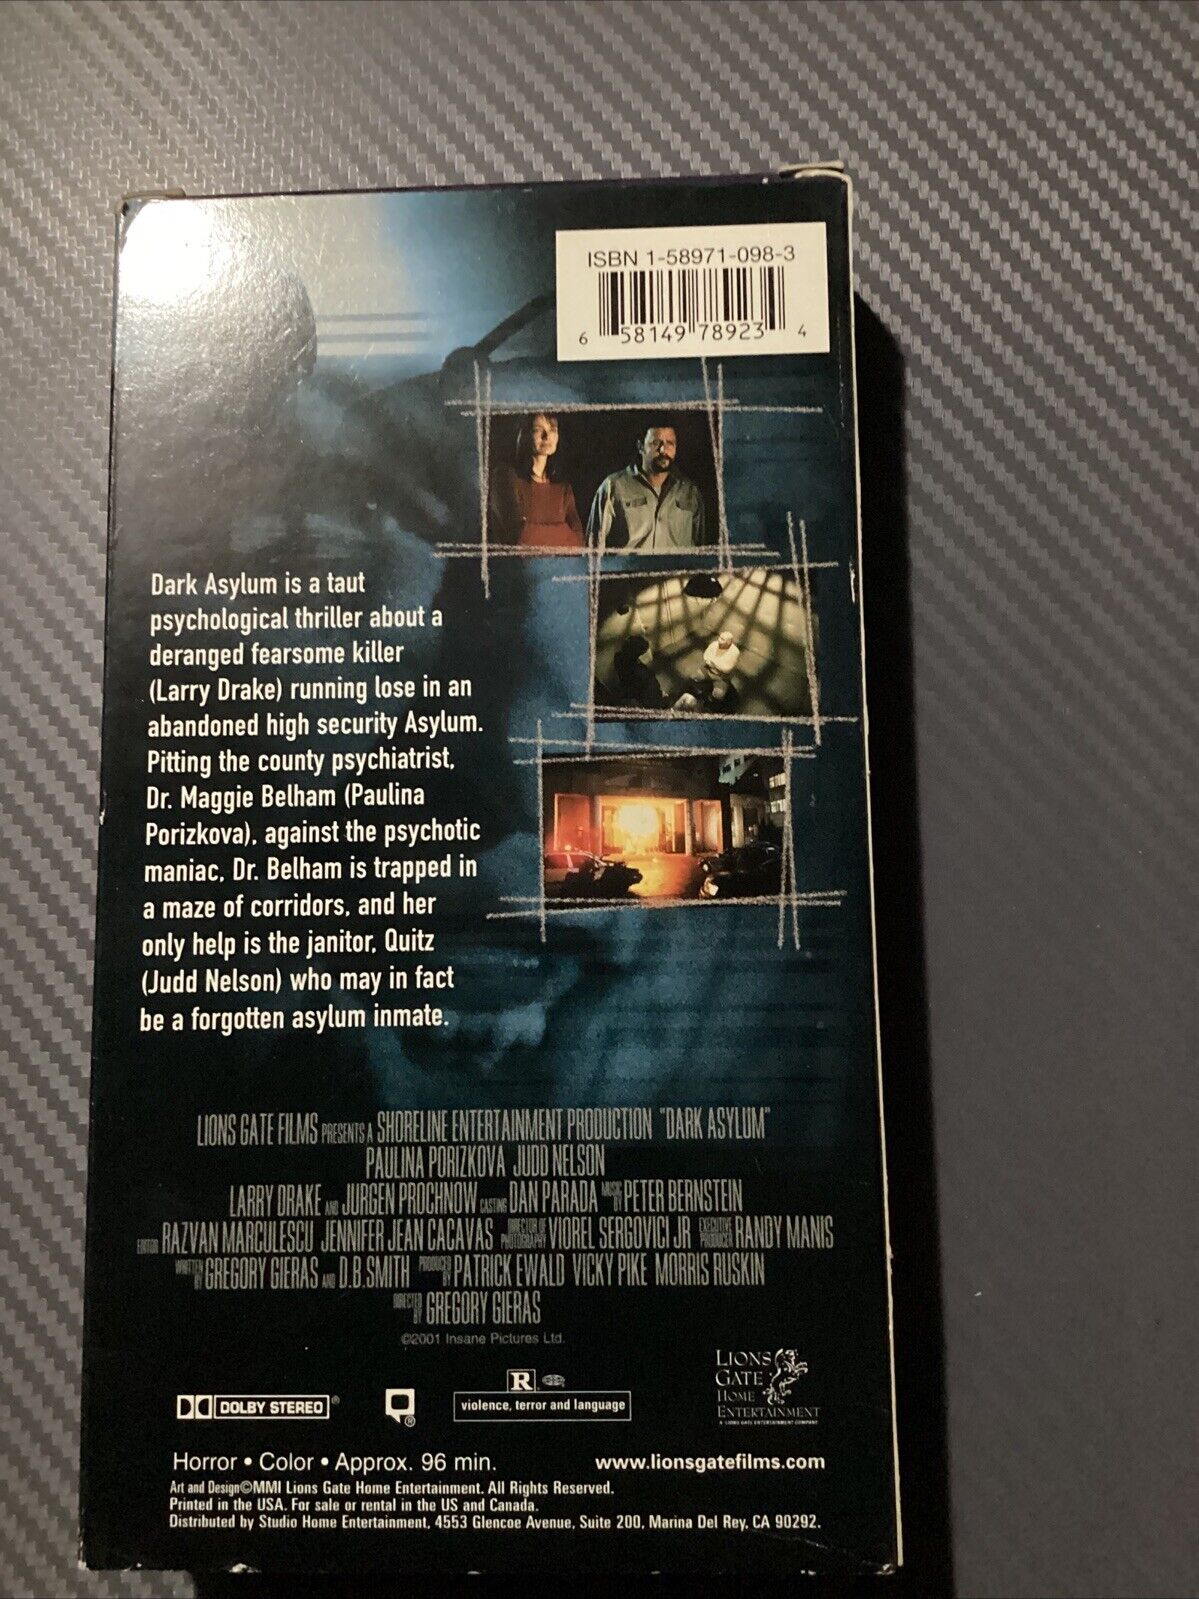 ISBN 1-58971-098-3
6 58149 78923 4
Dark Asylum is a taut
psychological thriller about a
deranged fearsome killer
(Larry Drake) running lose in an
abandoned high security Asylum.
Pitting the county psychiatrist,
Dr. Maggie Belham (Paulina
Porizkova), against the psychotic
maniac, Dr. Belham is trapped in
a maze of corridors, and her
only help is the janitor, Quitz
(Judd Nelson) who may in fact
be a forgotten asylum inmate.
LIONS GATE FILMS PRESENTS A SHORELINE ENTERTAINMENT PRODUCTION "DARK ASYLUM"
PAULINA PORIZKOVA JUDD NELSON
LARRY DRAKE AND JURGEN PROCHNOW CASTING DAN PARADA MUSIC BY PETER BERNSTEIN
EDITOR RAZVAN MARCULESCU JENNIFER JEAN CACAVAS DIRECTOR OF PHOTOGRAPHY VIOREL SERGOVICI JR EXECUTIVE PRODUCER RANDY MANIS
WRITTEN BY GREGORY GIERAS AND D.B. SMITH PRODUCED BY PATRICK EWALD VICKY PIKE MORRIS RUSKIN
DIRECTED BY GREGORY GIERAS
©2001 Insane Pictures Ltd.
DOLBY STEREO ®
®
R
violence, terror and language
LIONS
GATE
HOME
ENTERTAINMENT
A LIONS GATE ENTERTAINMENT COMPANY
Horror • Color • Approx. 96 min.
www.lionsgatefilms.com
Art and Design©MMI Lions Gate Home Entertainment. All Rights Reserved.
Printed in the USA. For sale or rental in the US and Canada.
Distributed by Studio Home Entertainment, 4553 Glencoe Avenue, Suite 200, Marina Del Rey, CA 90292.